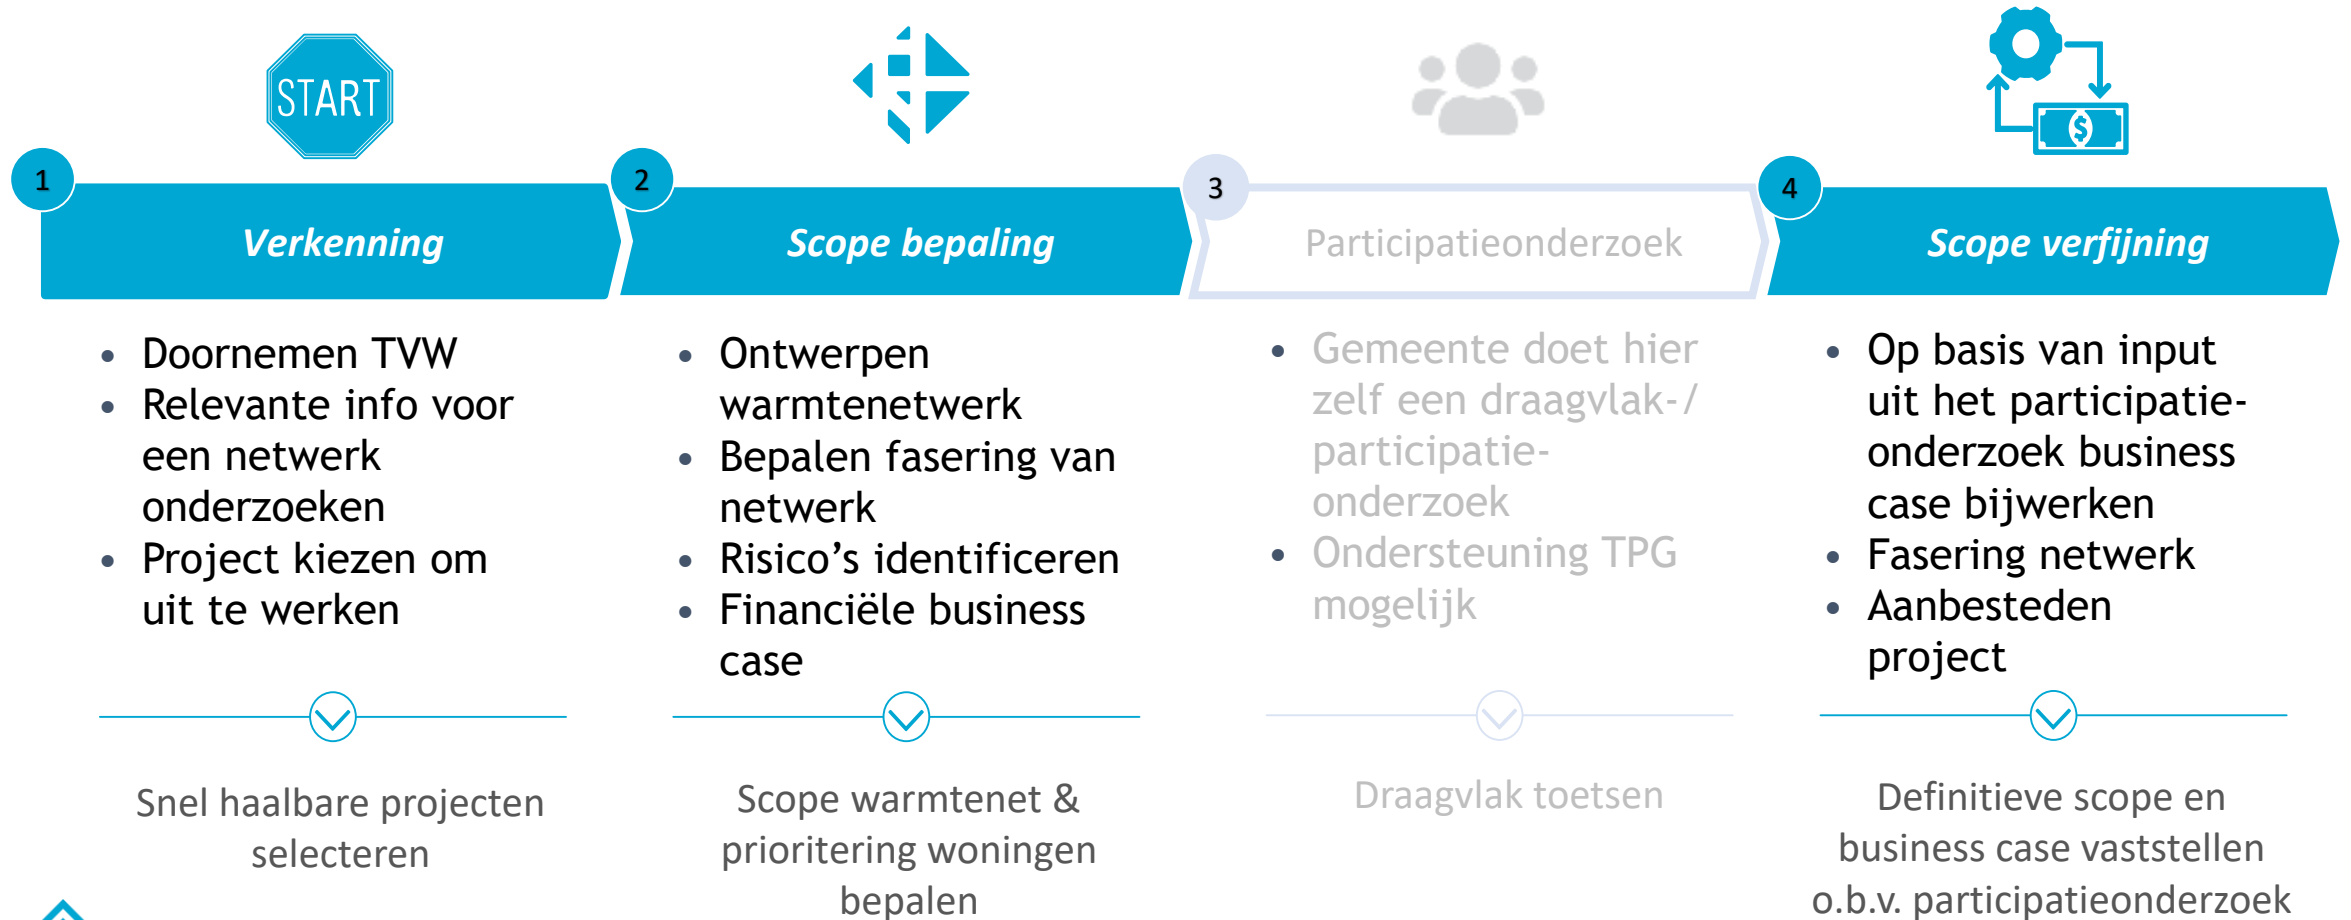 START
1
Verkenning
• Doornemen TVW
• Relevante info voor
een netwerk
onderzoeken
• Project kiezen om
uit te werken
Snel haalbare projecten
selecteren
2
Scope bepaling
• Ontwerpen
warmtenetwerk
• Bepalen fasering van
netwerk
• Risico’s identificeren
• Financiële business
case
Scope warmtenet &
prioritering woningen
bepalen
3
Participatieonderzoek
• Gemeente doet hier
zelf een draagvlak-/
participatie-
onderzoek
• Ondersteuning TPG
mogelijk
Draagvlak toetsen
$
4
Scope verfijning
• Op basis van input
uit het participatie-
onderzoek business
case bijwerken
• Fasering netwerk
• Aanbesteden
project
Definitieve scope en
business case vaststellen
o.b.v. participatieonderzoek